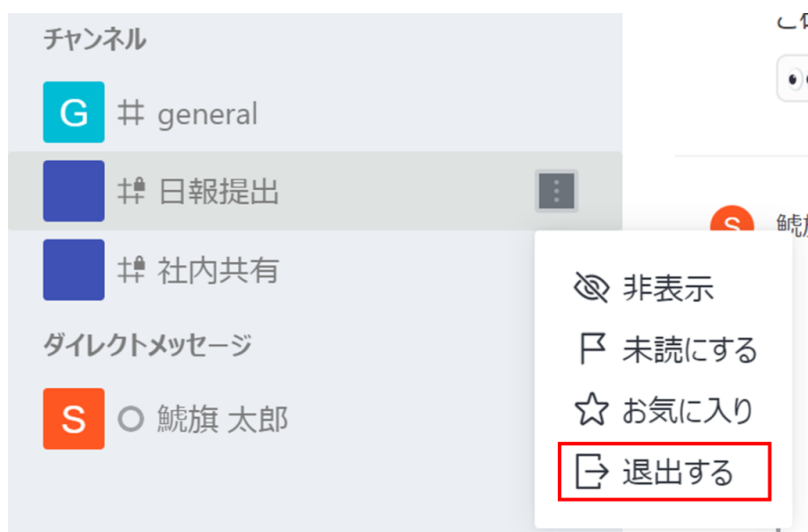 チャンネル
G general
日報提出
社内共有
ダイレクトメッセージ
S 鯱旗 太郎
S
非表示
未読にする
お気に入り
退出する